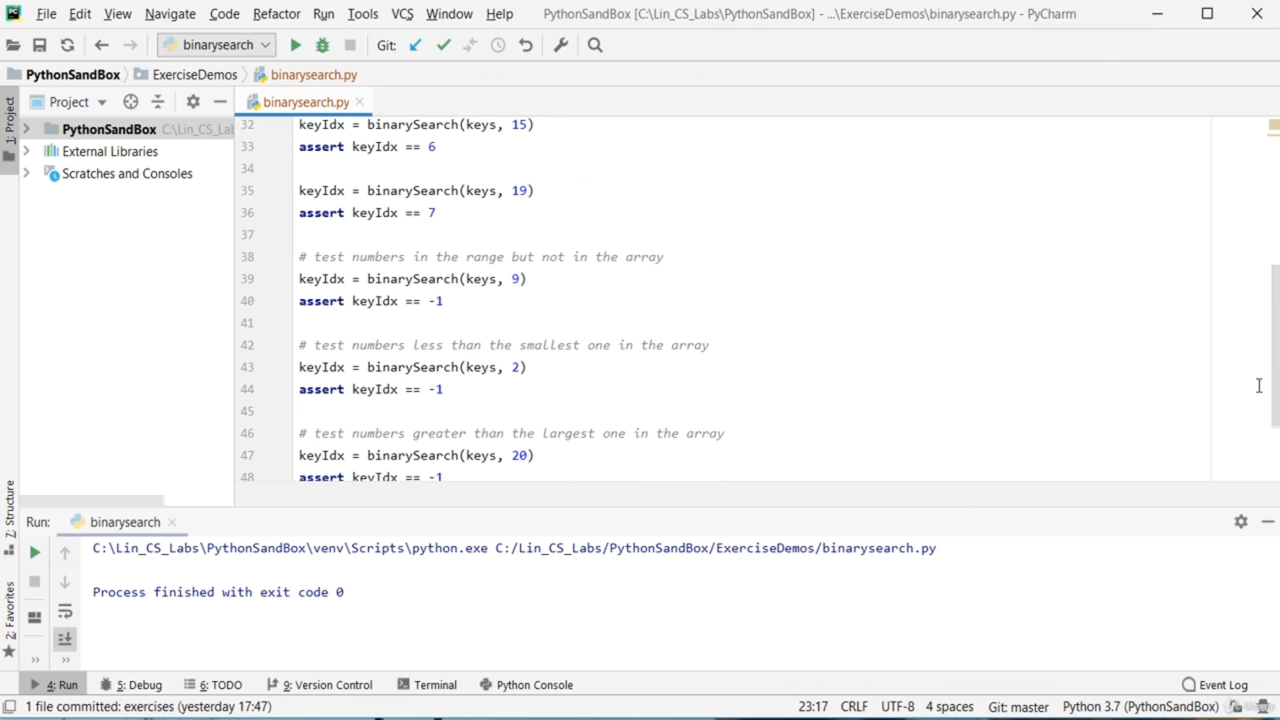 File Edit View Navigate Code Refactor Run Tools VCS Window Help PythonSandBox [C:\Lin_CS_Labs\PythonSandBox] - ...\ExerciseDemos\binarysearch.py - PyCharm
binarysearch Git:
PythonSandBox ExerciseDemos binarysearch.py
1: Project
Project
binarysearch.py
PythonSandBox C:\Lin_CS_Lab
External Libraries
Scratches and Consoles
32 keyIdx = binarySearch(keys, 15)
33 assert keyIdx == 6
34
35 keyIdx = binarySearch(keys, 19)
36 assert keyIdx == 7
37
38 # test numbers in the range but not in the array
39 keyIdx = binarySearch(keys, 9)
40 assert keyIdx == -1
41
42 # test numbers less than the smallest one in the array
43 keyIdx = binarySearch(keys, 2)
44 assert keyIdx == -1
45
46 # test numbers greater than the largest one in the array
47 keyIdx = binarySearch(keys, 20)
48 assert keyIdx == -1
Z: Structure
2: Favorites
Run: binarysearch
C:\Lin_CS_Labs\PythonSandBox\venv\Scripts\python.exe C:/Lin_CS_Labs/PythonSandBox/ExerciseDemos/binarysearch.py
Process finished with exit code 0
4: Run 5: Debug 6: TODO 9: Version Control Terminal Python Console Event Log
1 file committed: exercises (yesterday 17:47) 23:17 CRLF UTF-8 4 spaces Git: master Python 3.7 (PythonSandBox)